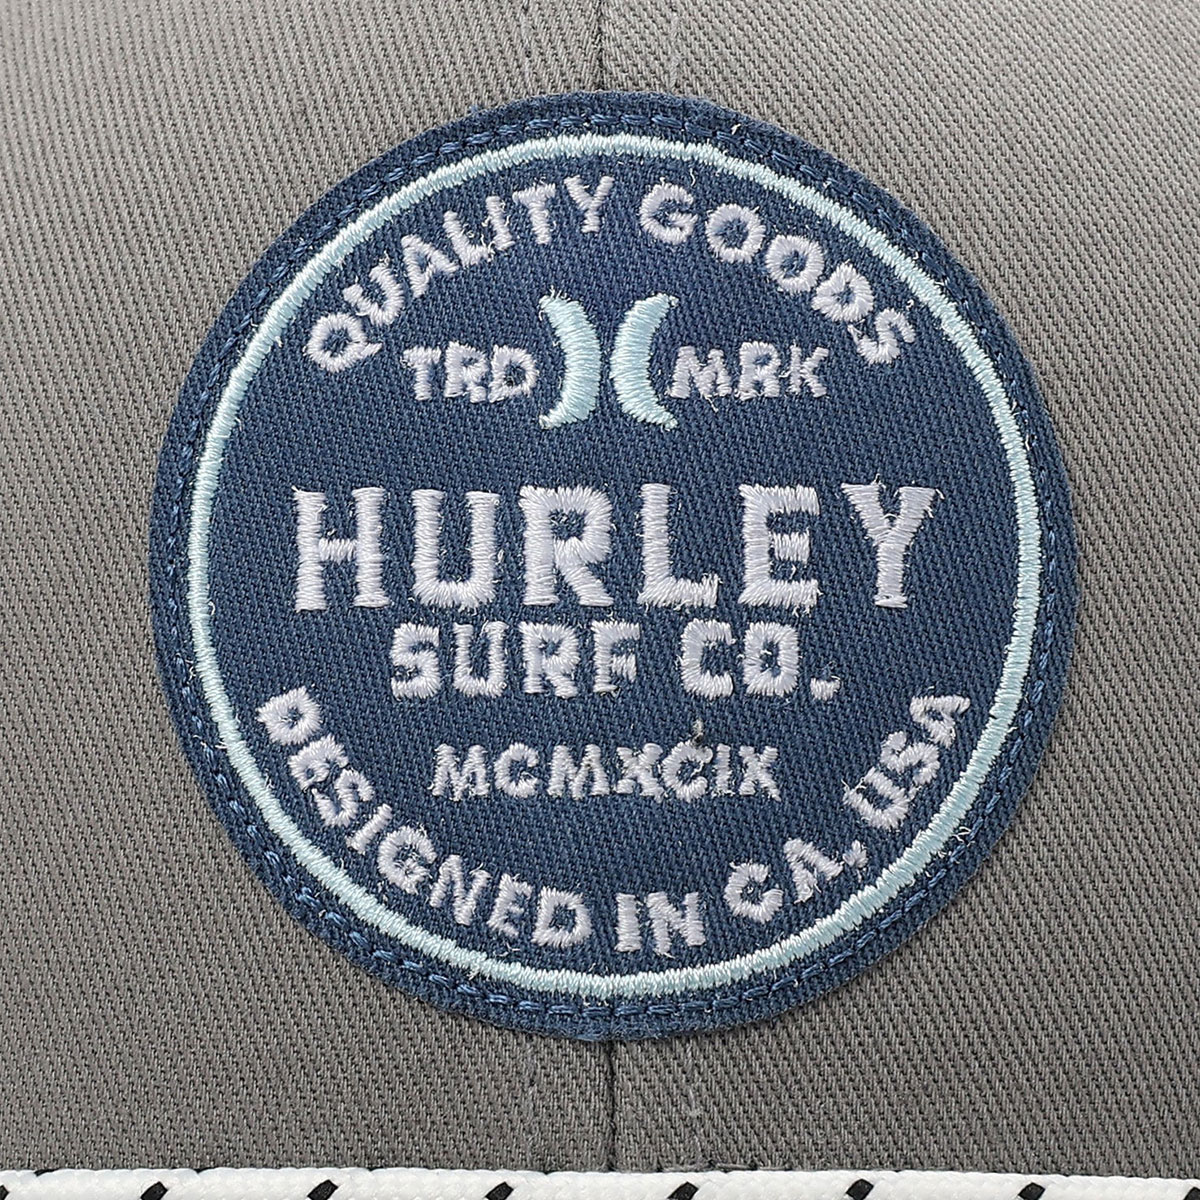 QUALITY GOODS
TRD MRK
HURLEY
SURF CO.
MCMXCIX
DESIGNED IN CA, USA